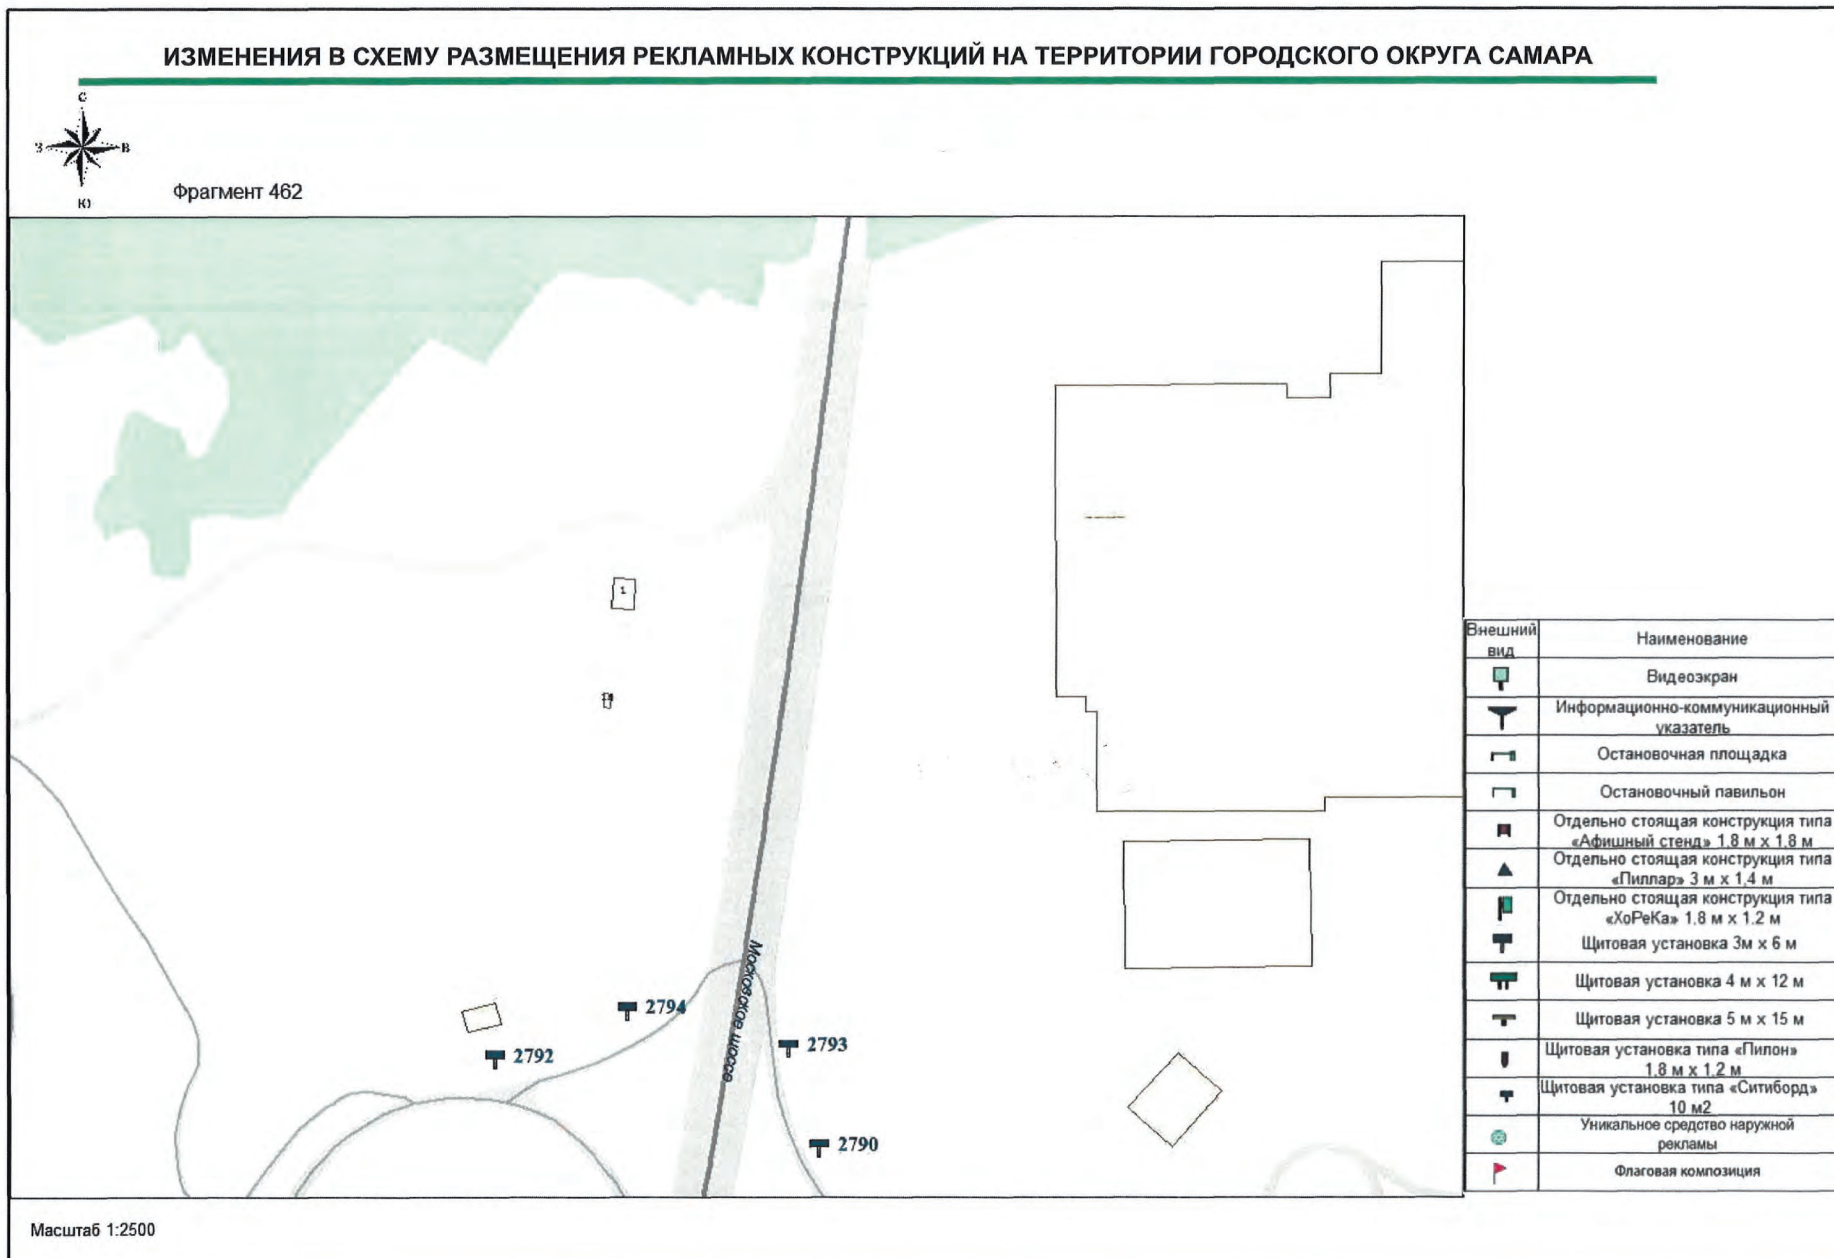 ИЗМЕНЕНИЯ В СХЕМУ РАЗМЕЩЕНИЯ РЕКЛАМНЫХ КОНСТРУКЦИЙ НА ТЕРРИТОРИИ ГОРОДСКОГО ОКРУГА САМАРА
С
З
В
Ю
Фрагмент 462
1
Московское шоссе
2794
2792
2793
2790
Внешний
вид
Наименование
Видеоэкран
Информационно-коммуникационный
указатель
Остановочная площадка
Остановочный павильон
Отдельно стоящая конструкция типа
«Афишный стенд» 1.8 м х 1.8 м
Отдельно стоящая конструкция типа
«Пиллар» 3 м х 1,4 м
Отдельно стоящая конструкция типа
«ХоРеКа» 1.8 м х 1.2 м
Щитовая установка 3м х 6 м
Щитовая установка 4 м х 12 м
Щитовая установка 5 м х 15 м
Щитовая установка типа «Пилон»
1.8 м х 1.2 м
Щитовая установка типа «Ситиборд»
10 м2
Уникальное средство наружной
рекламы
Флаговая композиция
Масштаб 1:2500